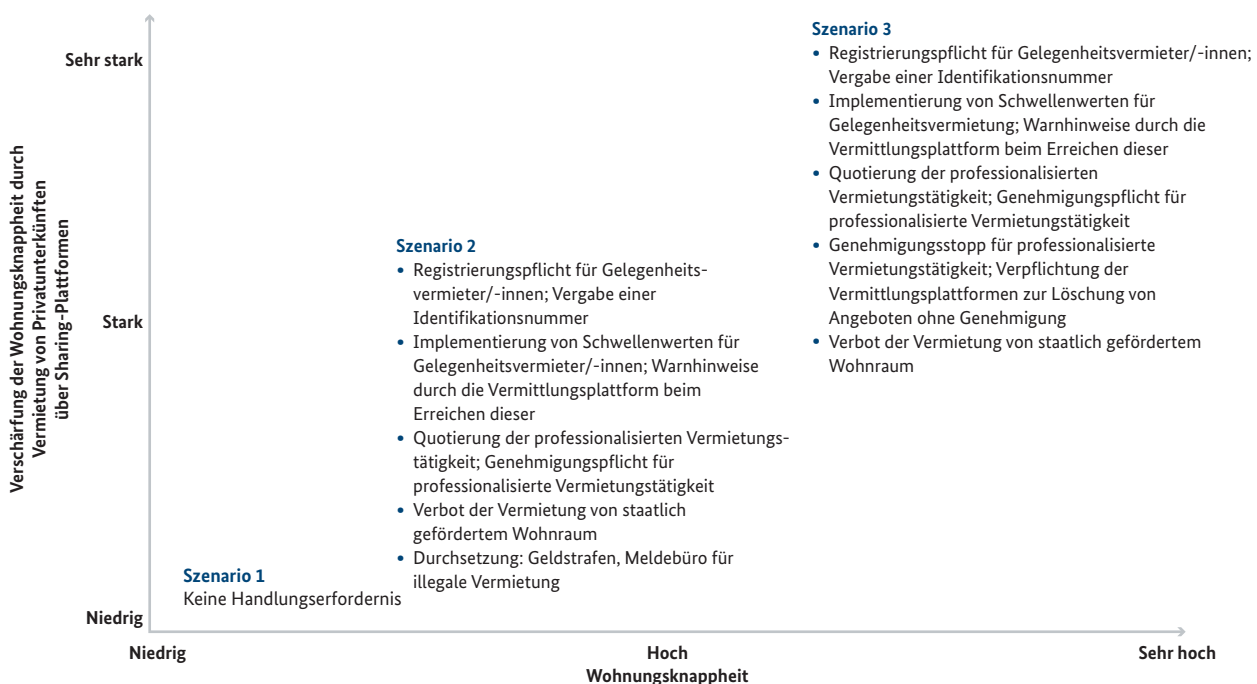 Verschärfung der Wohnungsknappheit durch
Vermietung von Privatunterkünften
über Sharing-Plattformen
Sehr stark
Stark
Niedrig
Szenario 1
Keine Handlungserfordernis
Szenario 2
• Registrierungspflicht für Gelegenheits-
vermieter/-innen; Vergabe einer
Identifikationsnummer
• Implementierung von Schwellenwerten für
Gelegenheitsvermieter/-innen; Warnhinweise
durch die Vermittlungsplattform beim
Erreichen dieser
• Quotierung der professionalisierten Vermietungs-
tätigkeit; Genehmigungspflicht für
professionalisierte Vermietungstätigkeit
• Verbot der Vermietung von staatlich
gefördertem Wohnraum
• Durchsetzung: Geldstrafen, Meldebüro für
illegale Vermietung
Szenario 3
• Registrierungspflicht für Gelegenheitsvermieter/-innen;
Vergabe einer Identifikationsnummer
• Implementierung von Schwellenwerten für
Gelegenheitsvermietung; Warnhinweise durch die
Vermittlungsplattform beim Erreichen dieser
• Quotierung der professionalisierten
Vermietungstätigkeit; Genehmigungspflicht für
professionalisierte Vermietungstätigkeit
• Genehmigungsstopp für professionalisierte
Vermietungstätigkeit; Verpflichtung der
Vermittlungsplattformen zur Löschung von
Angeboten ohne Genehmigung
• Verbot der Vermietung von staatlich gefördertem
Wohnraum
Niedrig
Hoch
Sehr hoch
Wohnungsknappheit